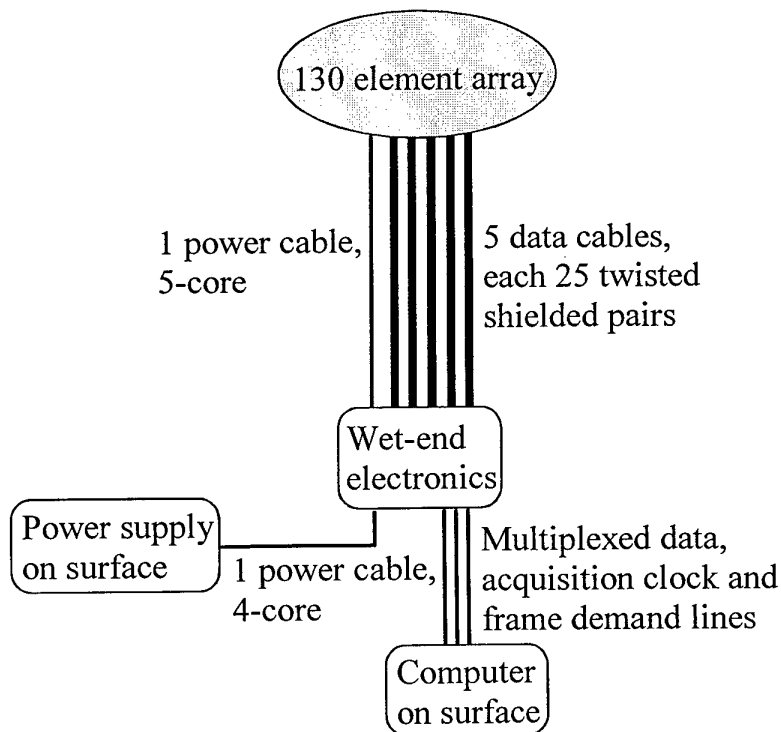 130 element array
1 power cable,
5-core
5 data cables,
each 25 twisted
shielded pairs
Wet-end
electronics
Power supply
on surface
1 power cable,
4-core
Multiplexed data,
acquisition clock and
frame demand lines
Computer
on surface